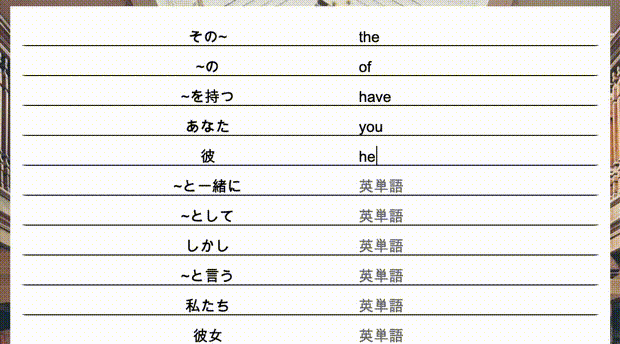 その~ the
~の of
~を持つ have
あなた you
彼 he
~と一緒に 英単語
~として 英単語
しかし 英単語
~と言う 英単語
私たち 英単語
彼女 英単語